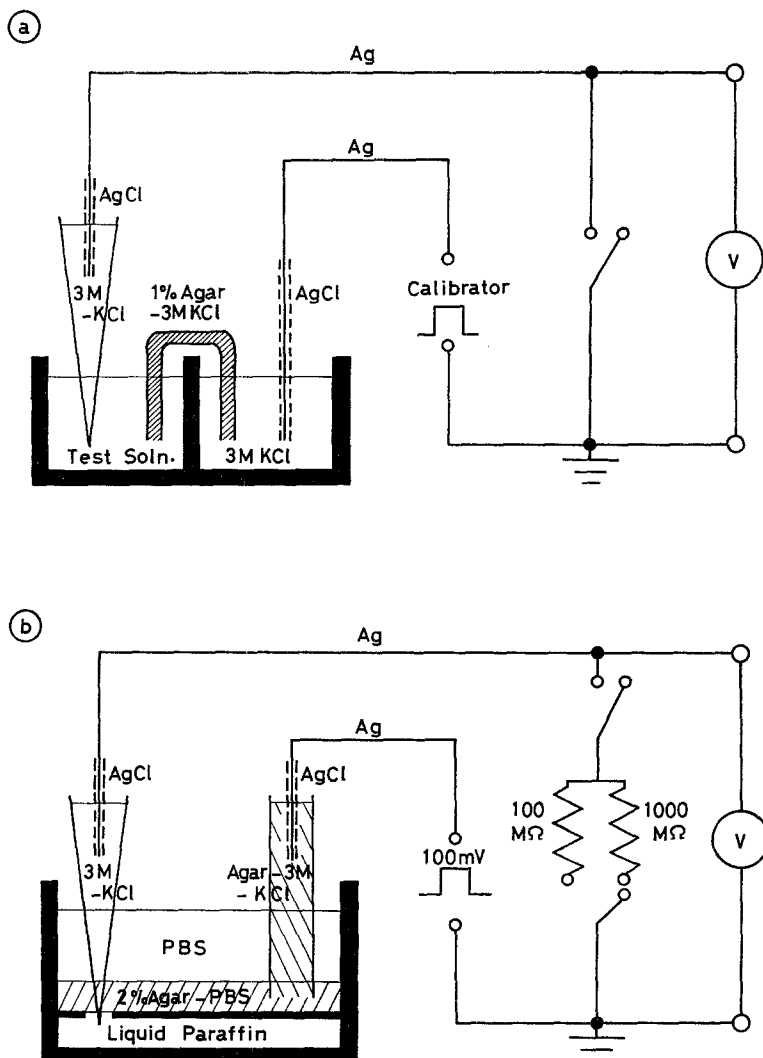 a
Ag
Ag
AgCl
3M
-KCl
1% Agar
-3M KCl
AgCl
Calibrator
V
Test Soln.
3M KCl
b
Ag
Ag
AgCl
AgCl
3M
-KCl
Agar-3M
-KCl
100mV
100
MΩ
1000
MΩ
V
PBS
2%Agar-PBS
Liquid Paraffin